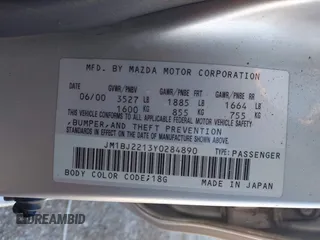 MFD. BY MAZDA MOTOR CORPORATION
DATE GVWR/PNBV GAWR/PNBE FRT GAWR/PNBE RR
06/00 3527 LB 1885 LB 1664 LB
1600 KG 855 KG 755 KG
THIS VEHICLE CONFORMS TO ALL APPLICABLE
FEDERAL MOTOR VEHICLE SAFETY
, BUMPER, AND THEFT PREVENTION
STANDARDS IN EFFECT ON THE DATE
OF MANUFACTURE SHOWN ABOVE.
JM1BJ2213Y0284890 TYPE:PASSENGER
BODY COLOR CODE/18G MADE IN JAPAN
DREAMBID